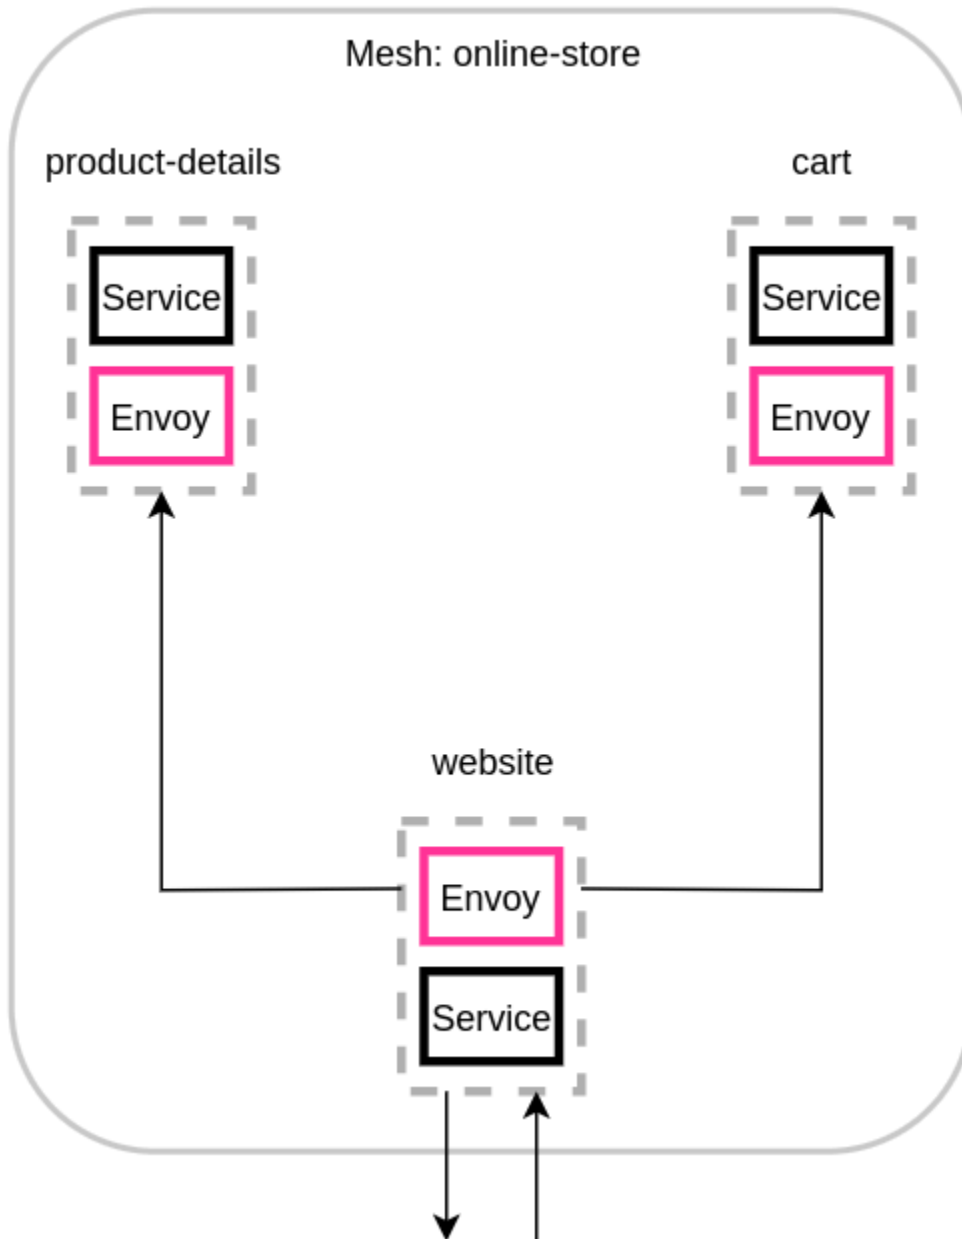 Mesh: online-store
product-details
cart
Service
Service
Envoy
Envoy
website
Envoy
Service